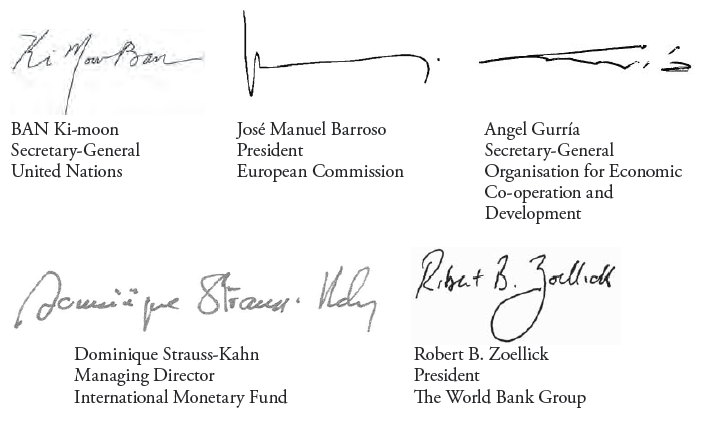 Ki Moon Ban
BAN Ki-moon
Secretary-General
United Nations
José Manuel Barroso
President
European Commission
Angel Gurría
Secretary-General
Organisation for Economic
Co-operation and
Development
Dominique Strauss-Kahn
Dominique Strauss-Kahn
Managing Director
International Monetary Fund
Robert B. Zoellick
Robert B. Zoellick
President
The World Bank Group